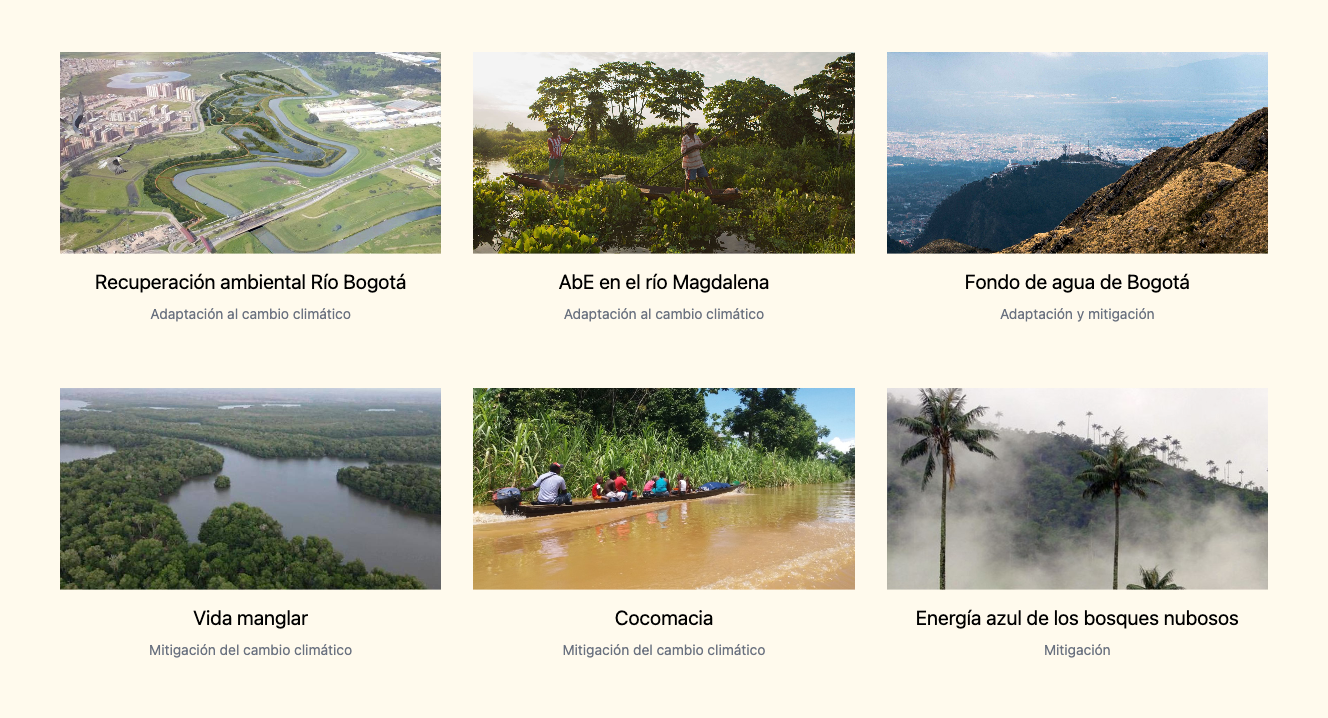 Recuperación ambiental Río Bogotá
Adaptación al cambio climático
AbE en el río Magdalena
Adaptación al cambio climático
Fondo de agua de Bogotá
Adaptación y mitigación
Vida manglar
Mitigación del cambio climático
Cocomacia
Mitigación del cambio climático
Energía azul de los bosques nubosos
Mitigación